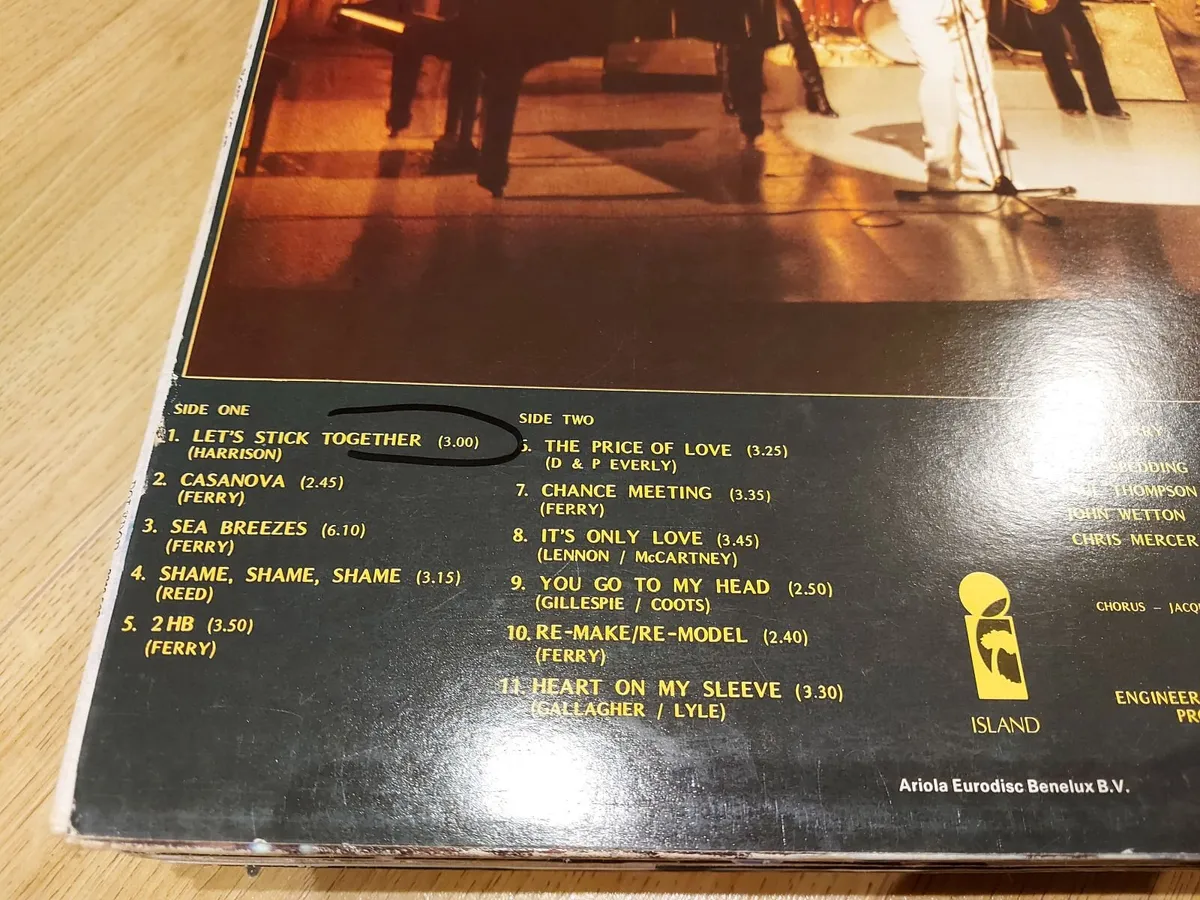 SIDE ONE
1. LET'S STICK TOGETHER (3.00)
(HARRISON)
2. CASANOVA (2.45)
(FERRY)
3. SEA BREEZES (6.10)
(FERRY)
4. SHAME, SHAME, SHAME (3.15)
(REED)
5. 2HB (3.50)
(FERRY)
SIDE TWO
6. THE PRICE OF LOVE (3.25)
(D & P EVERLY)
7. CHANCE MEETING (3.35)
(FERRY)
8. IT'S ONLY LOVE (3.45)
(LENNON / McCARTNEY)
9. YOU GO TO MY HEAD (2.50)
(GILLESPIE / COOTS)
10. RE-MAKE/RE-MODEL (2.40)
(FERRY)
11. HEART ON MY SLEEVE (3.30)
(GALLAGHER / LYLE)
THOMPSON
JOHN WETTON
CHRIS MERCER
CHORUS –
ISLAND
ENGINEER
Ariola Eurodisc Benelux B.V.